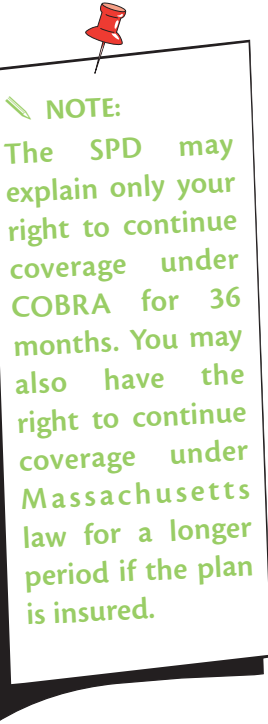 NOTE:
The SPD may
explain only your
right to continue
coverage under
COBRA for 36
months. You may
also have the
right to continue
coverage under
Massachusetts
law for a longer
period if the plan
is insured.